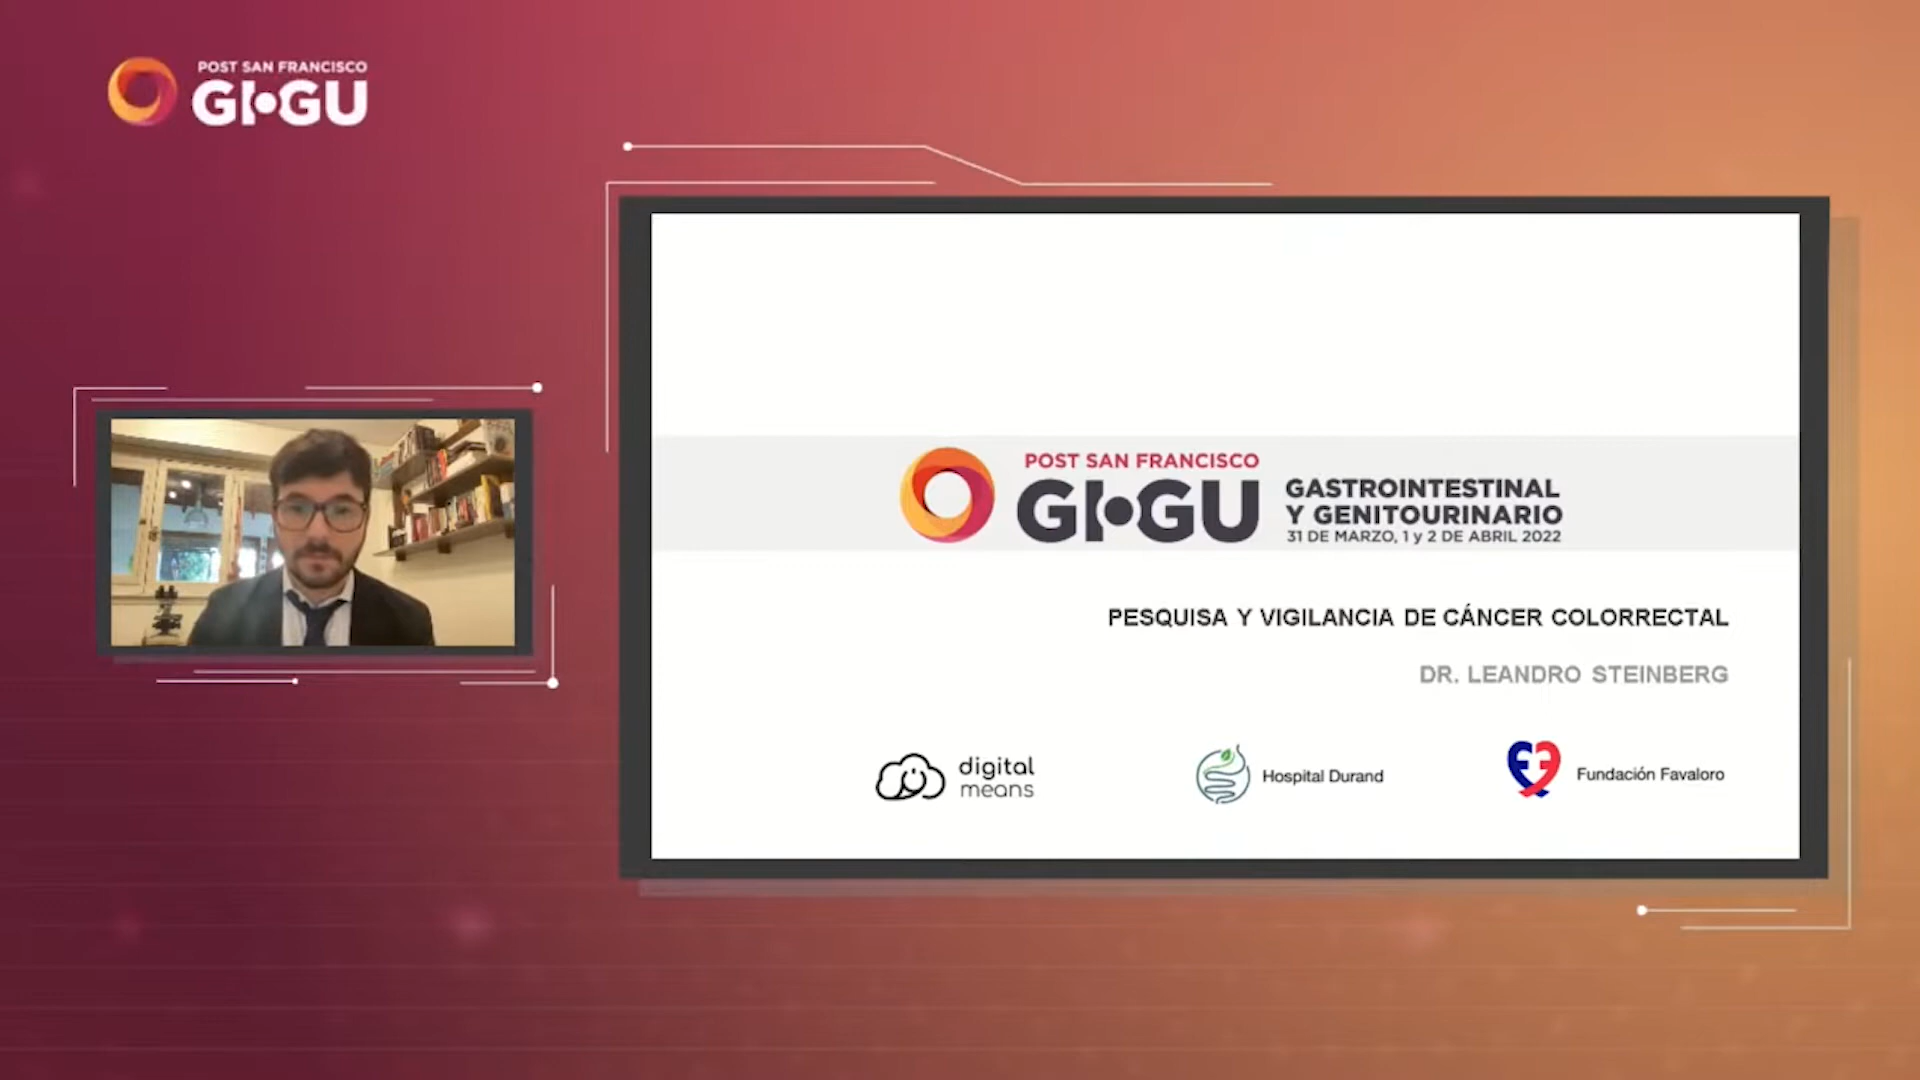 POST SAN FRANCISCO
GI•GU
POST SAN FRANCISCO
GI•GU
GASTROINTESTINAL
Y GENITOURINARIO
31 DE MARZO, 1 y 2 DE ABRIL 2022
PESQUISA Y VIGILANCIA DE CÁNCER COLORRECTAL
DR. LEANDRO STEINBERG
digital
means
Hospital Durand
Fundación Favaloro